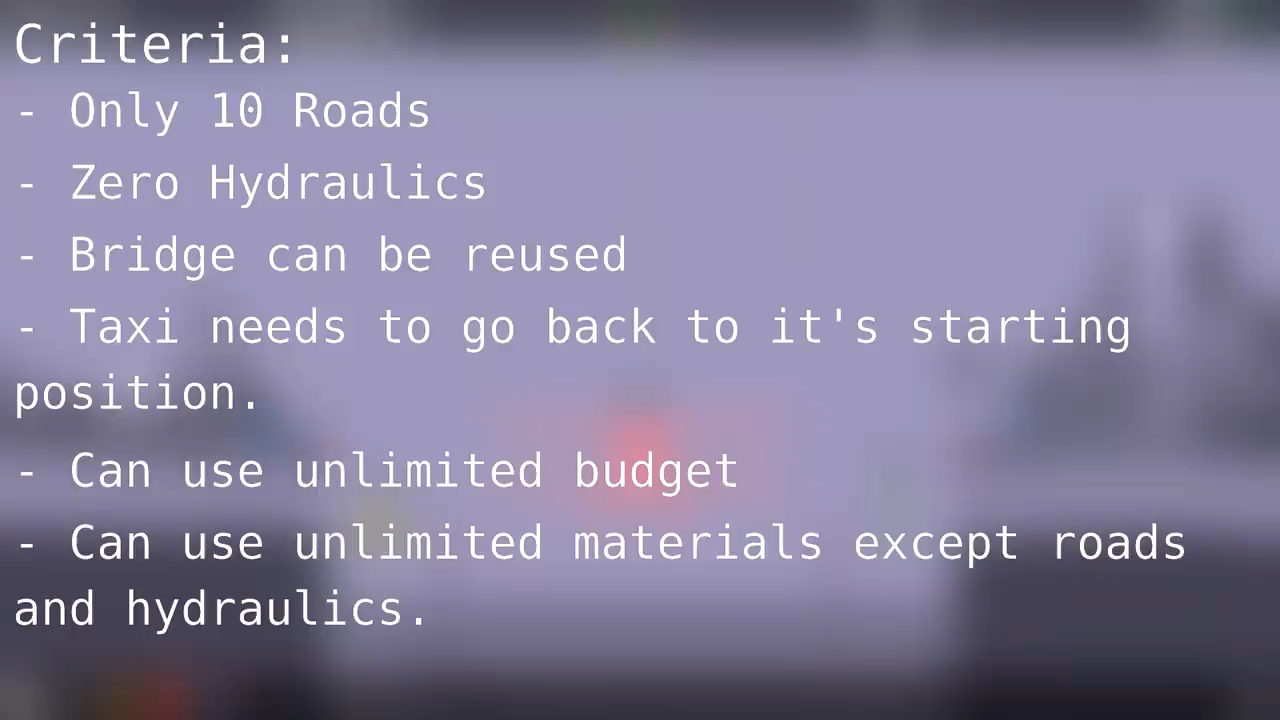 Criteria:
- Only 10 Roads
- Zero Hydraulics
- Bridge can be reused
- Taxi needs to go back to it's starting
position.
- Can use unlimited budget
- Can use unlimited materials except roads
and hydraulics.